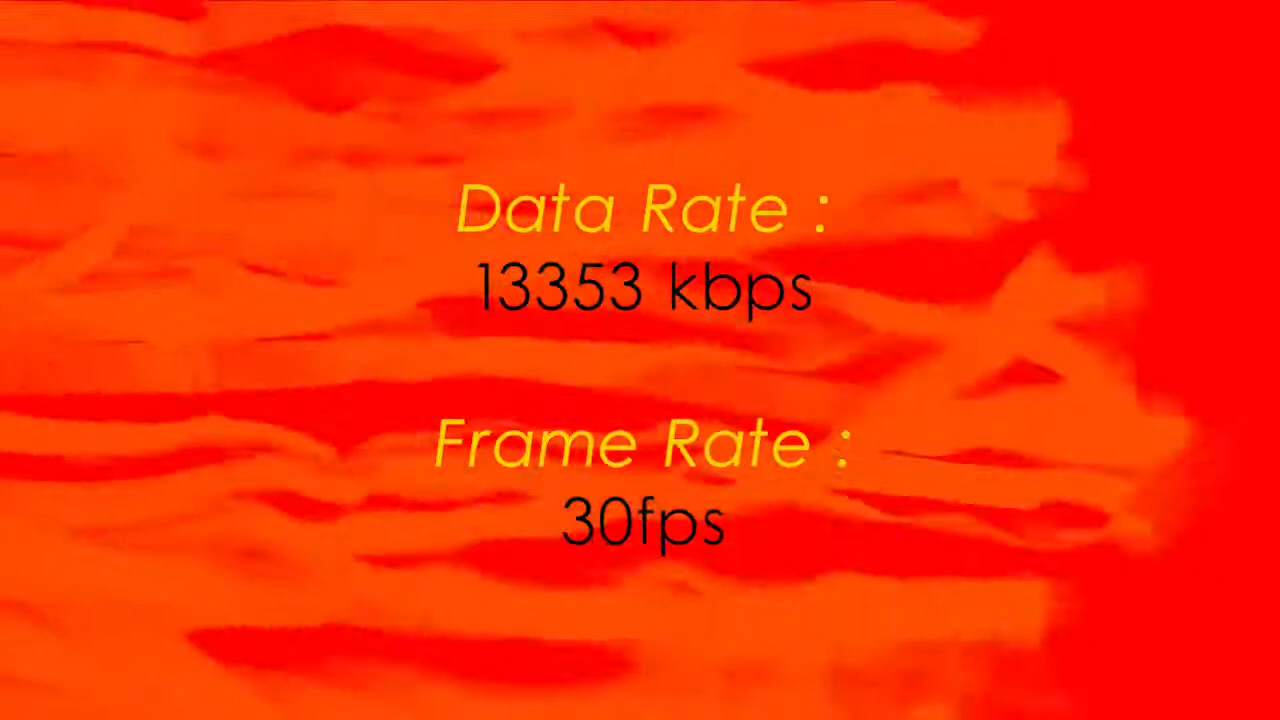 Data Rate :
13353 kbps
Frame Rate :
30fps